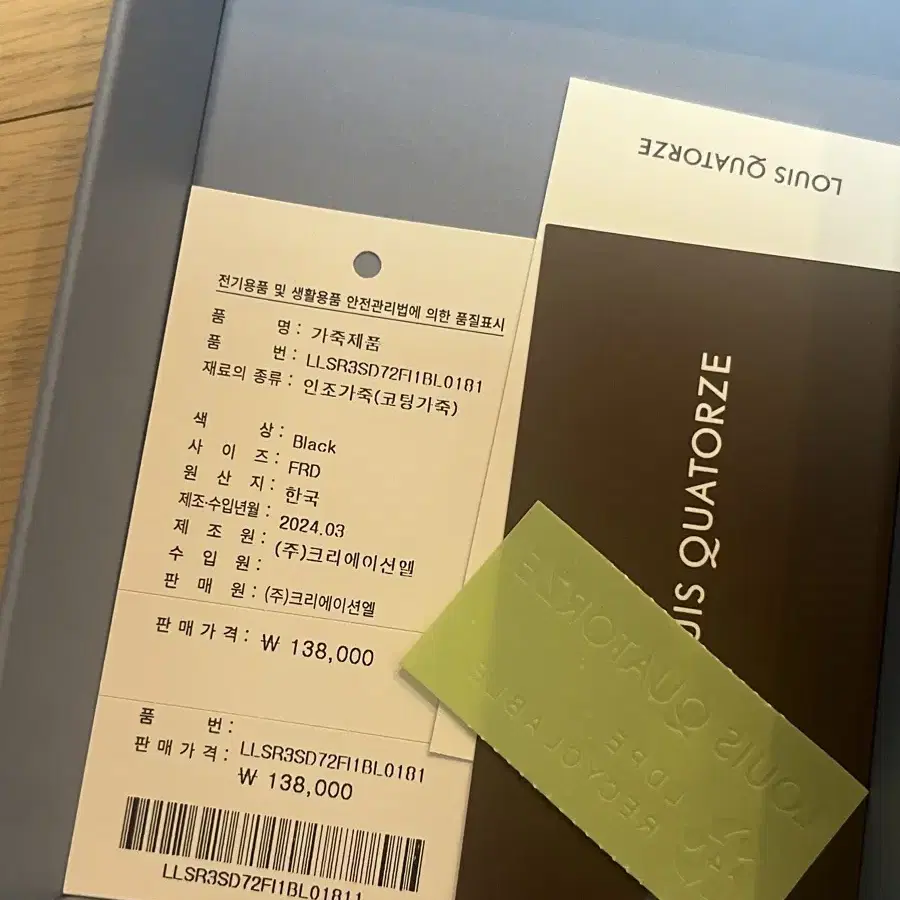 전기용품 및 생활용품 안전관리법에 의한 품질표시
품 명 : 가죽제품
품 번 : LLSR3SD72FI1BL0181
재료의 종류 : 인조가죽(코팅가죽)
색 상 : Black
사 이 즈 : FRD
원 산 지 : 한국
제조·수입년월 : 2024.03
제 조 원 : (주)크리에이션엘
수 입 원 :
판 매 원 : (주)크리에이션엘
판 매 가 격 : ₩ 138,000
품 번 : LLSR3SD72FI1BL0181
판 매 가 격 : ₩ 138,000
LLSR3SD72FI1BL01811
LOUIS QUATORZE
UIS QUATORZE
LOUIS QUATORZE
LDPE
RECYCLABLE